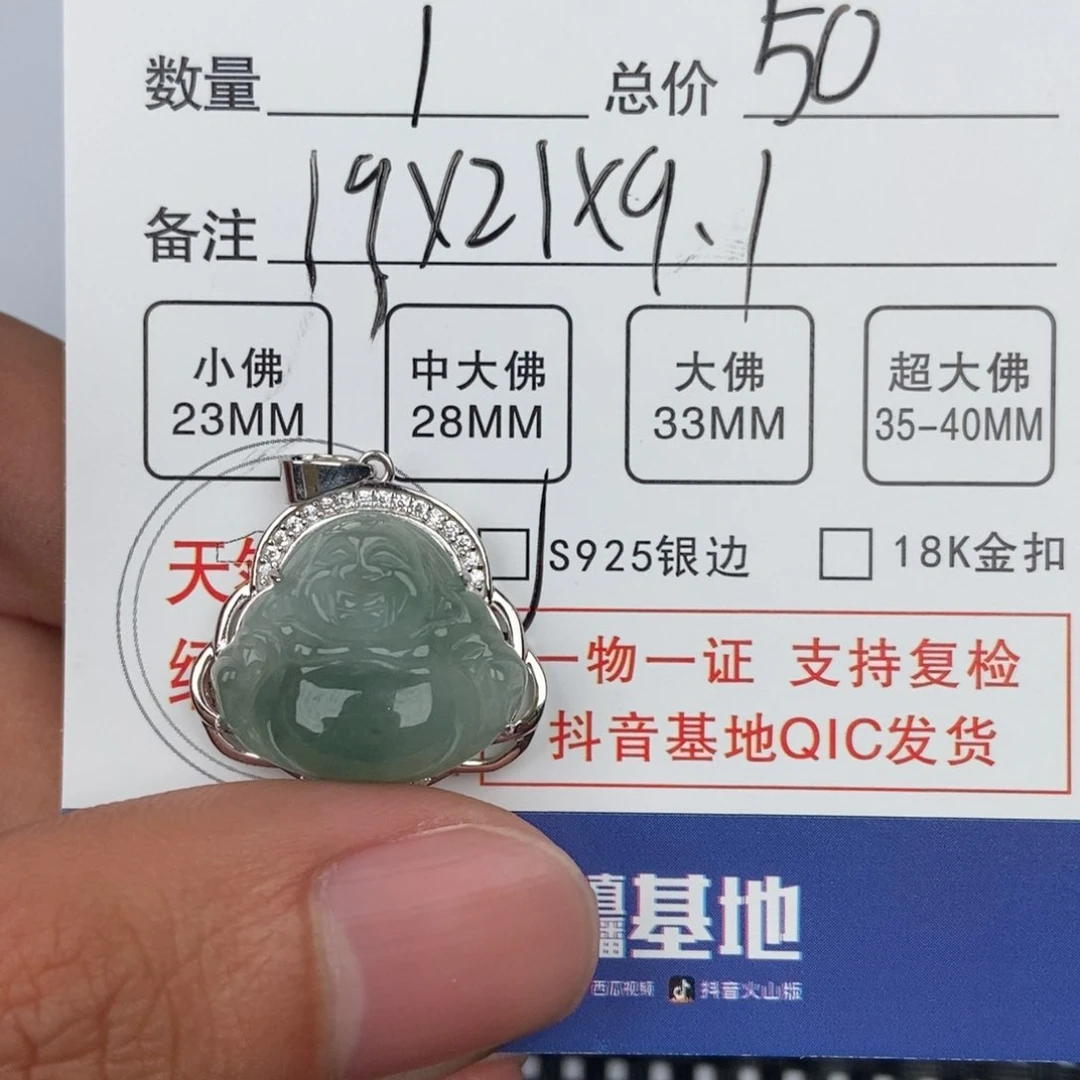 数量 1 总价 50
备注 19X21X9.1
小佛 中大佛 大佛 超大佛
23MM 28MM 33MM 35-40MM
天
S925银边 18K金扣
一物一证 支持复检
抖音基地QIC发货
基地
西瓜视频 抖音火山版